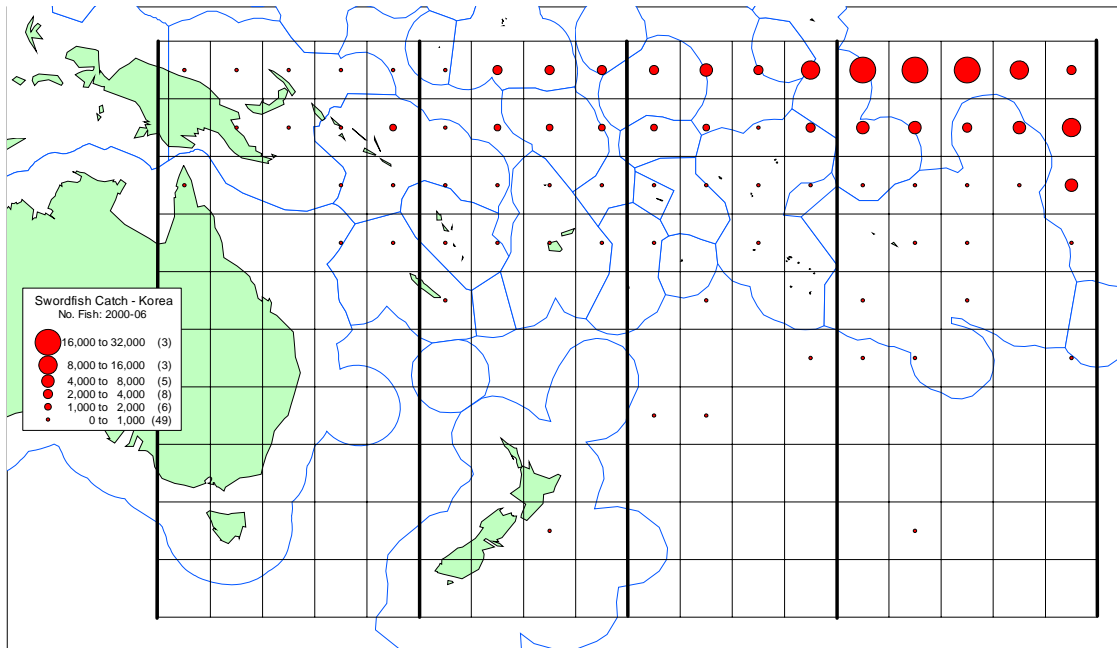 Swordfish Catch - Korea
No. Fish: 2000-06
16,000 to 32,000 (3)
8,000 to 16,000 (3)
4,000 to 8,000 (5)
2,000 to 4,000 (8)
1,000 to 2,000 (6)
0 to 1,000 (49)